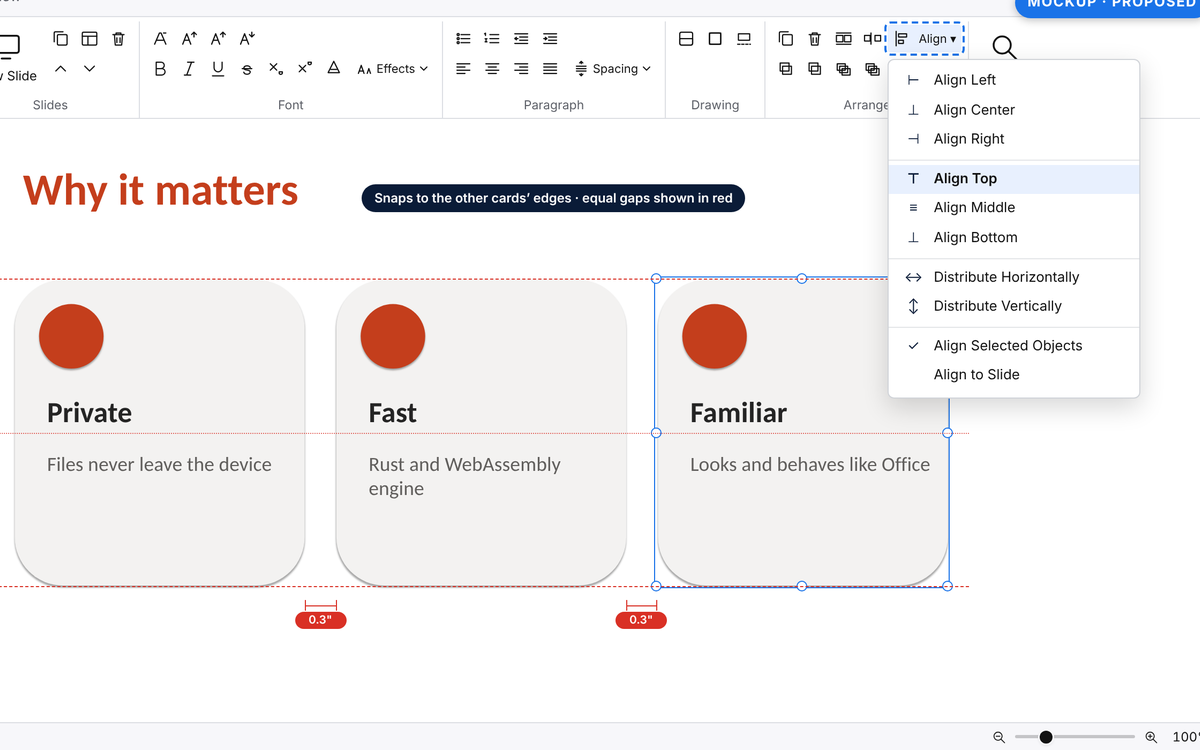 MOCKUP · PROPOSED
Slide
Effects
Spacing
Align
Slides
Font
Paragraph
Drawing
Arrange
Align Left
Align Center
Align Right
Align Top
Align Middle
Align Bottom
Distribute Horizontally
Distribute Vertically
Align Selected Objects
Align to Slide
Why it matters
Snaps to the other cards’ edges · equal gaps shown in red
Private
Files never leave the device
Fast
Rust and WebAssembly
engine
Familiar
Looks and behaves like Office
0.3"
0.3"
100